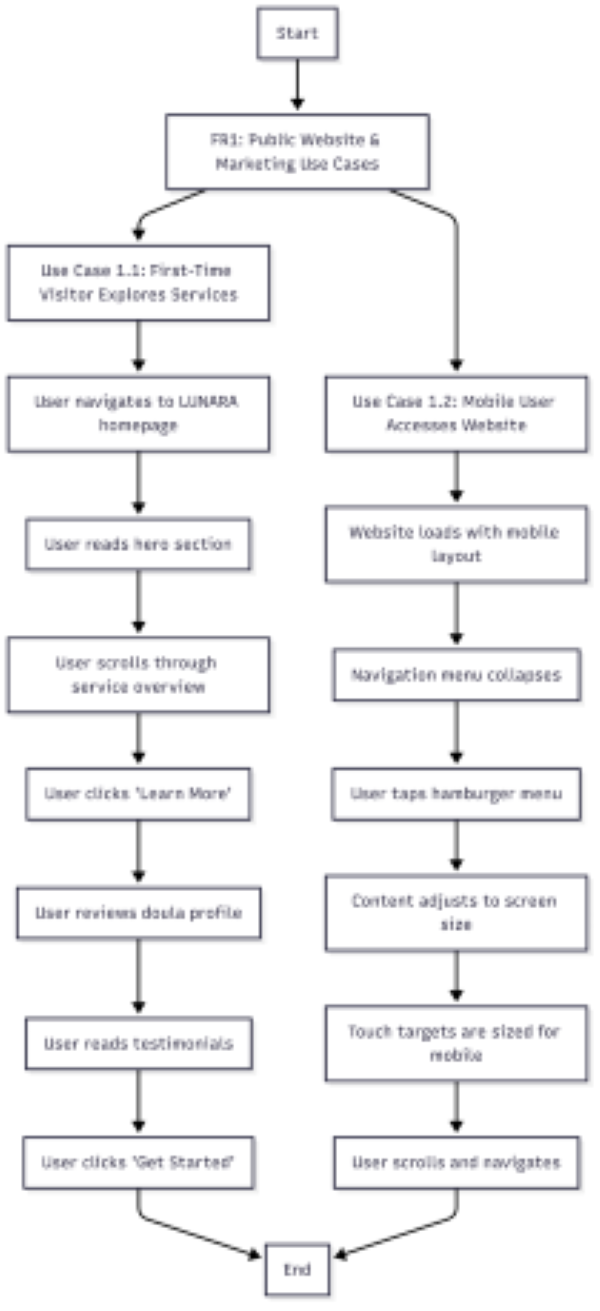 Start
FR1: Public Website &
Marketing Use Cases
Use Case 1.1: First-Time
Visitor Explores Services
User navigates to LUNARA
homepage
User reads hero section
User scrolls through
service overview
User clicks 'Learn More'
User reviews doula profile
User reads testimonials
User clicks 'Get Started'
Use Case 1.2: Mobile User
Accesses Website
Website loads with mobile
layout
Navigation menu collapses
User taps hamburger menu
Content adjusts to screen
size
Touch targets are sized for
mobile
User scrolls and navigates
End